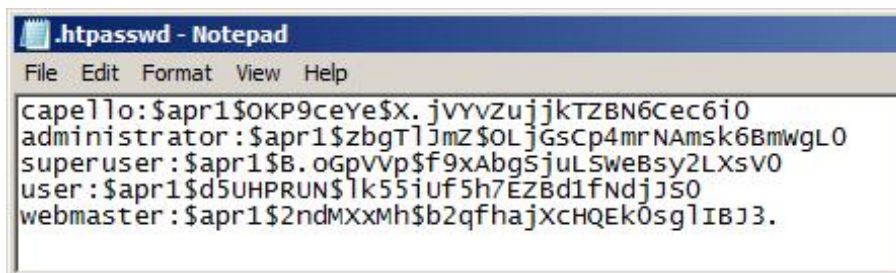 .htpasswd - Notepad
File Edit Format View Help
capello:$apr1$OKP9ceYe$X.jVYvZujjkTZBN6Cec6i0
administrator:$apr1$zbgTlJmZ$OLjGsCp4mrNAmsk6BmWgL0
superuser:$apr1$B.oGpVVp$f9xAbgSjuLSWeBsy2LXsV0
user:$apr1$d5UHPRUN$lk55iUf5h7EZBd1fNdjJS0
webmaster:$apr1$2ndMXxMh$b2qfhajXcHQEkOsglIBJ3.